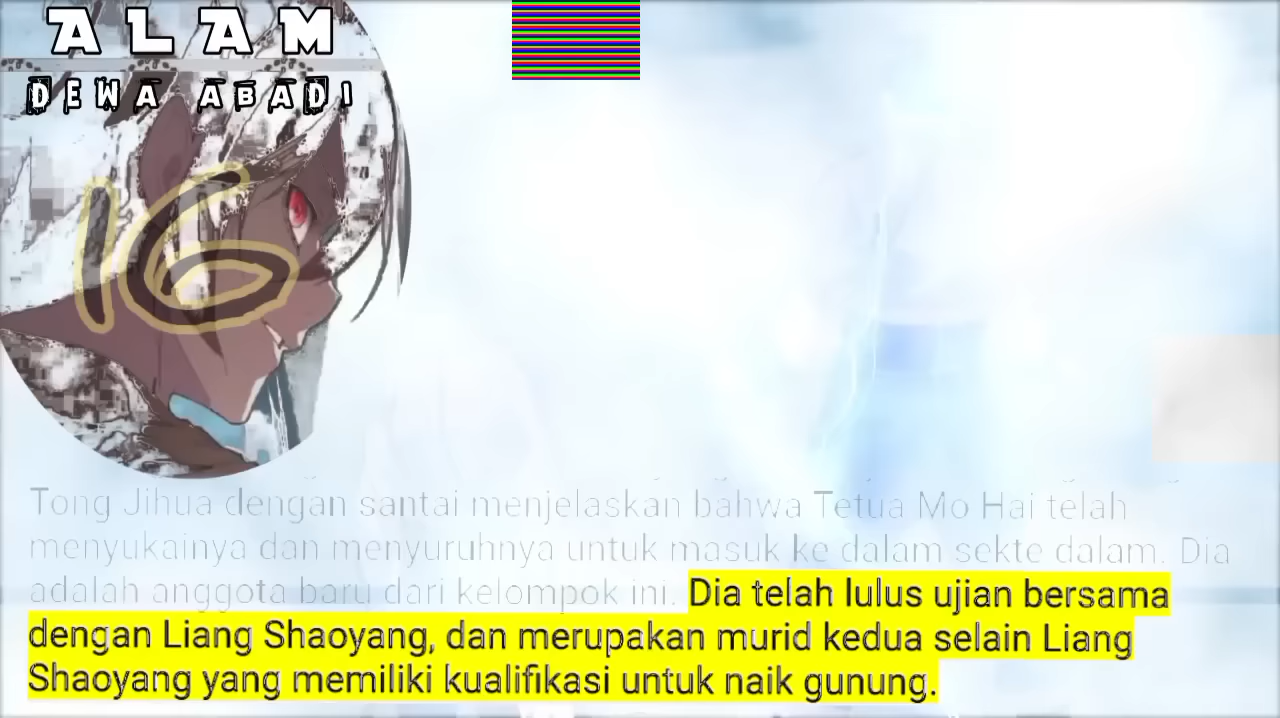 ALAM
DEWA ABADI
16
Tong Jihua dengan santai menjelaskan bahwa Tetua Mo Hai telah
menyukainya dan menyuruhnya untuk masuk ke dalam sekte dalam. Dia
adalah anggota baru dari kelompok ini. Dia telah lulus ujian bersama
dengan Liang Shaoyang, dan merupakan murid kedua selain Liang
Shaoyang yang memiliki kualifikasi untuk naik gunung.